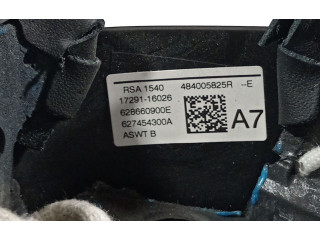 RSA 1540 484005825R --E
17291-16026
628660900E
627454300A A7
ASWT B